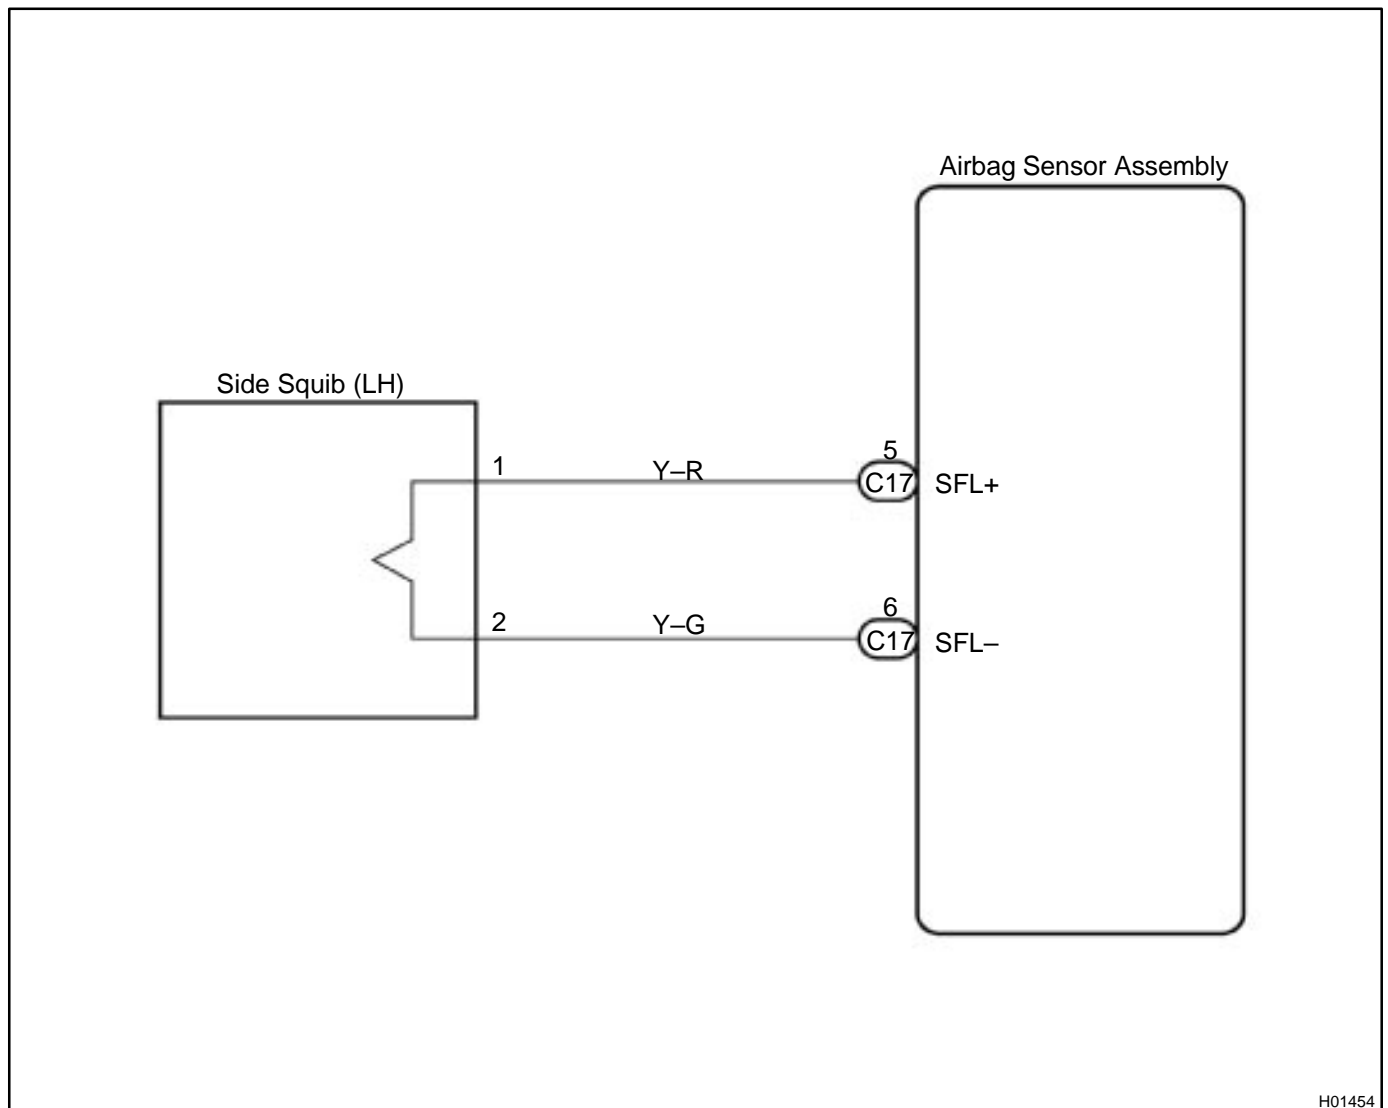 Airbag Sensor Assembly
Side Squib (LH)
1 Y–R 5
C17 SFL+
2 Y–G 6
C17 SFL–
H01454